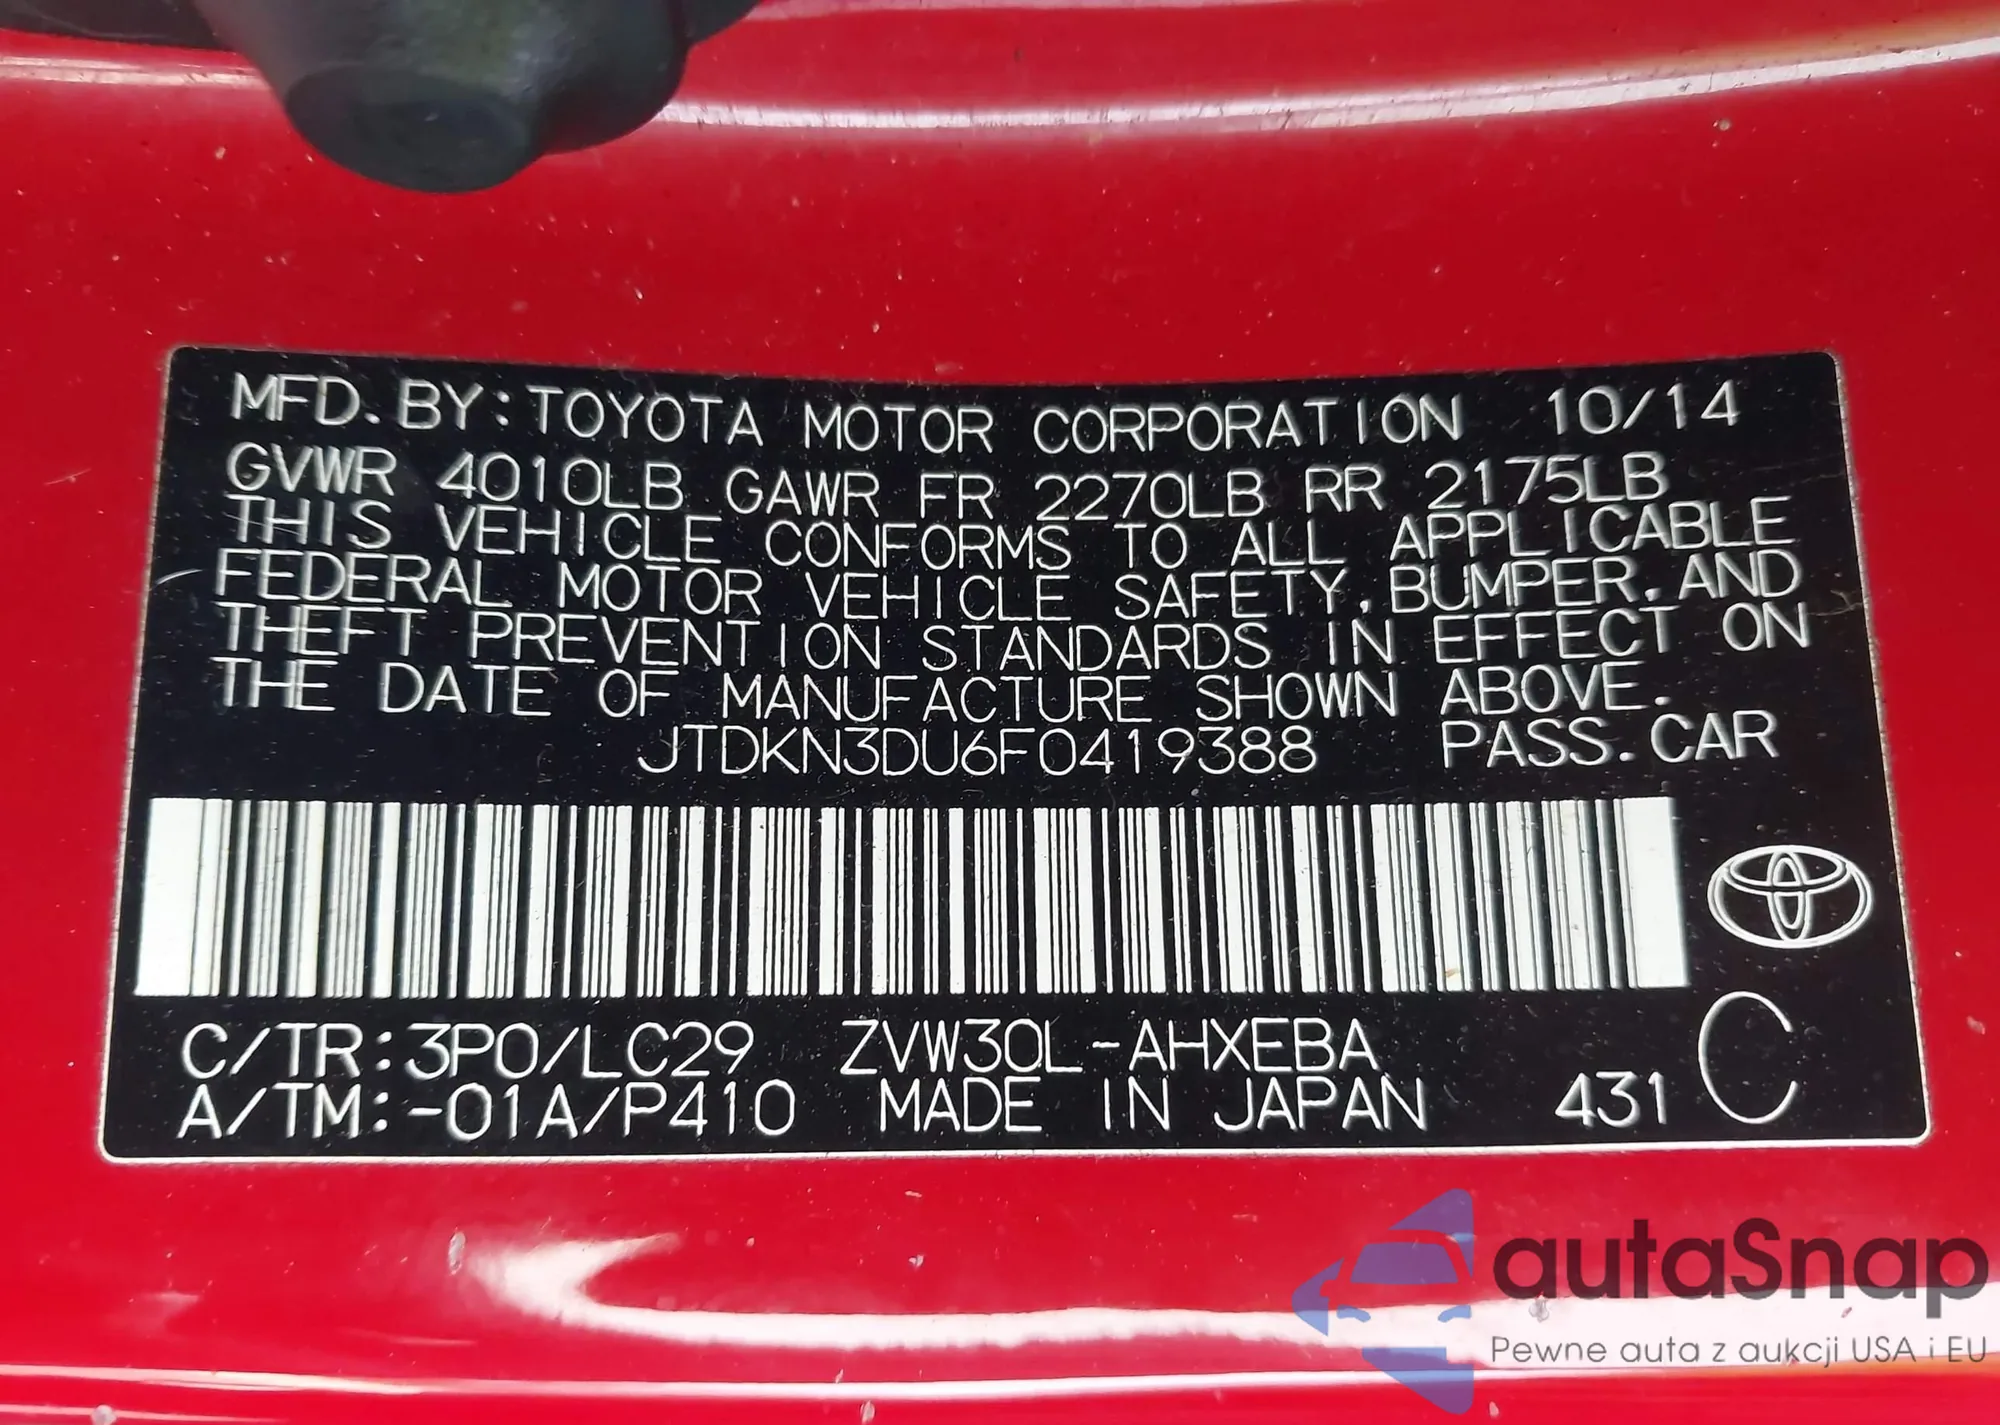 MFD. BY: TOYOTA MOTOR CORPORATION 10/14
GVWR 4010LB GAWR FR 2270LB RR 2175LB
THIS VEHICLE CONFORMS TO ALL APPLICABLE
FEDERAL MOTOR VEHICLE SAFETY, BUMPER, AND
THEFT PREVENTION STANDARDS IN EFFECT ON
THE DATE OF MANUFACTURE SHOWN ABOVE.
JTDKN3DU6F0419388 PASS. CAR
C/TR: 3P0/LC29 ZVW30L-AHXEBA
A/TM: -01A/P410 MADE IN JAPAN 431 C
autaSnap
Pewne auta z aukcji USA i EU